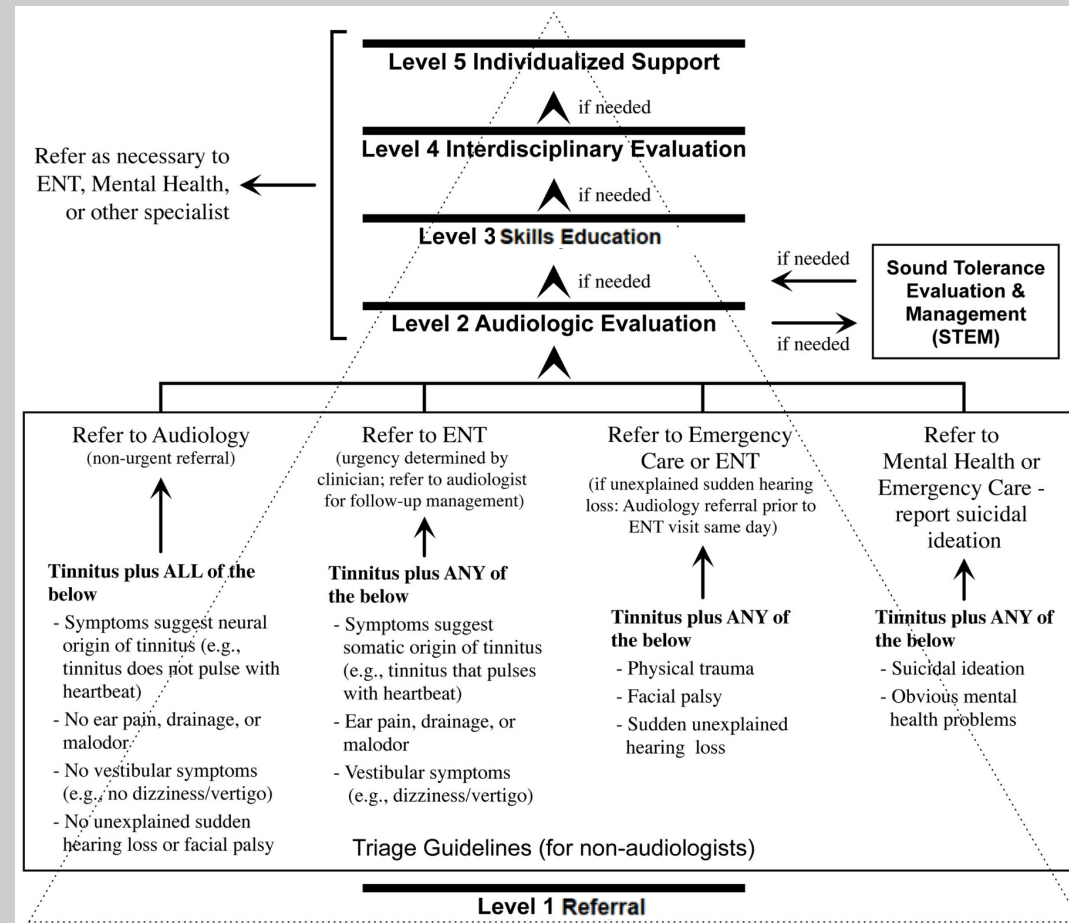 Level 5 Individualized Support
if needed
Level 4 Interdisciplinary Evaluation
if needed
Level 3 Skills Education
if needed
Level 2 Audiologic Evaluation
Refer as necessary to
ENT, Mental Health,
or other specialist
if needed
if needed
Sound Tolerance
Evaluation &
Management
(STEM)
Refer to Audiology
(non-urgent referral)
Tinnitus plus ALL of the
below
- Symptoms suggest neural
origin of tinnitus (e.g.,
tinnitus does not pulse with
heartbeat)
- No ear pain, drainage, or
malodor
- No vestibular symptoms
(e.g., no dizziness/vertigo)
- No unexplained sudden
hearing loss or facial palsy
Refer to ENT
(urgency determined by
clinician; refer to audiologist
for follow-up management)
Tinnitus plus ANY of
the below
- Symptoms suggest
somatic origin of tinnitus
(e.g., tinnitus that pulses
with heartbeat)
- Ear pain, drainage, or
malodor
- Vestibular symptoms
(e.g., dizziness/vertigo)
Refer to Emergency
Care or ENT
(if unexplained sudden hearing
loss: Audiology referral prior to
ENT visit same day)
Tinnitus plus ANY of
the below
- Physical trauma
- Facial palsy
- Sudden unexplained
hearing loss
Refer to
Mental Health or
Emergency Care -
report suicidal
ideation
Tinnitus plus ANY of
the below
- Suicidal ideation
- Obvious mental
health problems
Triage Guidelines (for non-audiologists)
Level 1 Referral